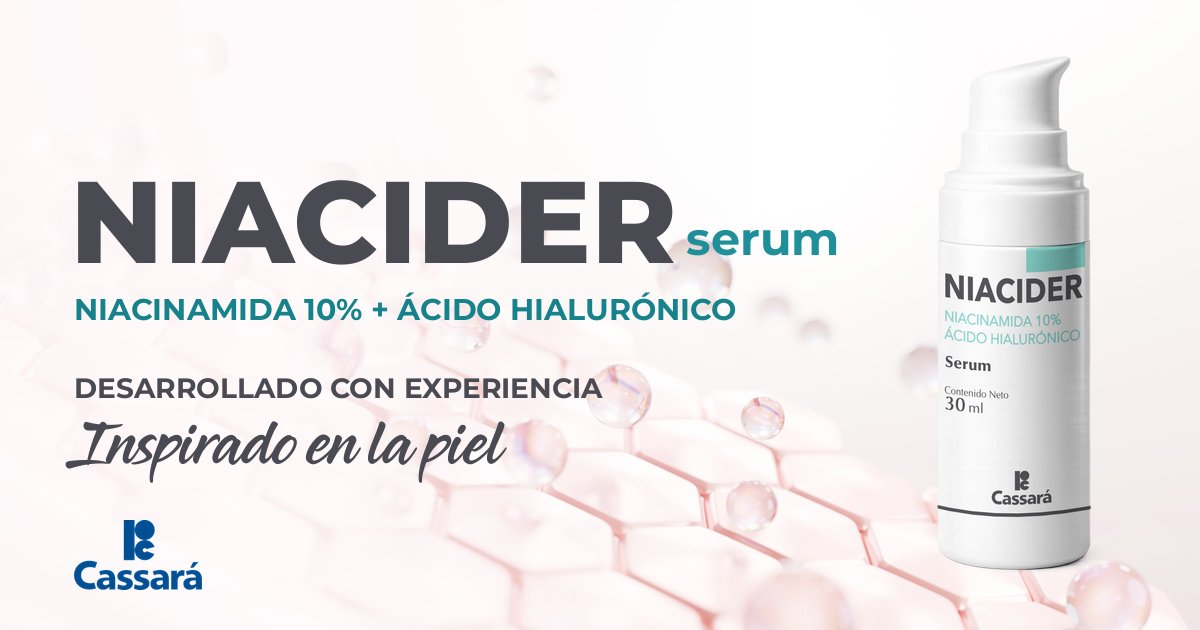 NIACIDER serum
NIACINAMIDA 10% + ÁCIDO HIALURÓNICO
DESARROLLADO CON EXPERIENCIA
Inspirado en la piel
Cassará
NIACIDER
NIACINAMIDA 10%
ÁCIDO HIALURÓNICO
Serum
Contenido Neto
30 ml
Cassará